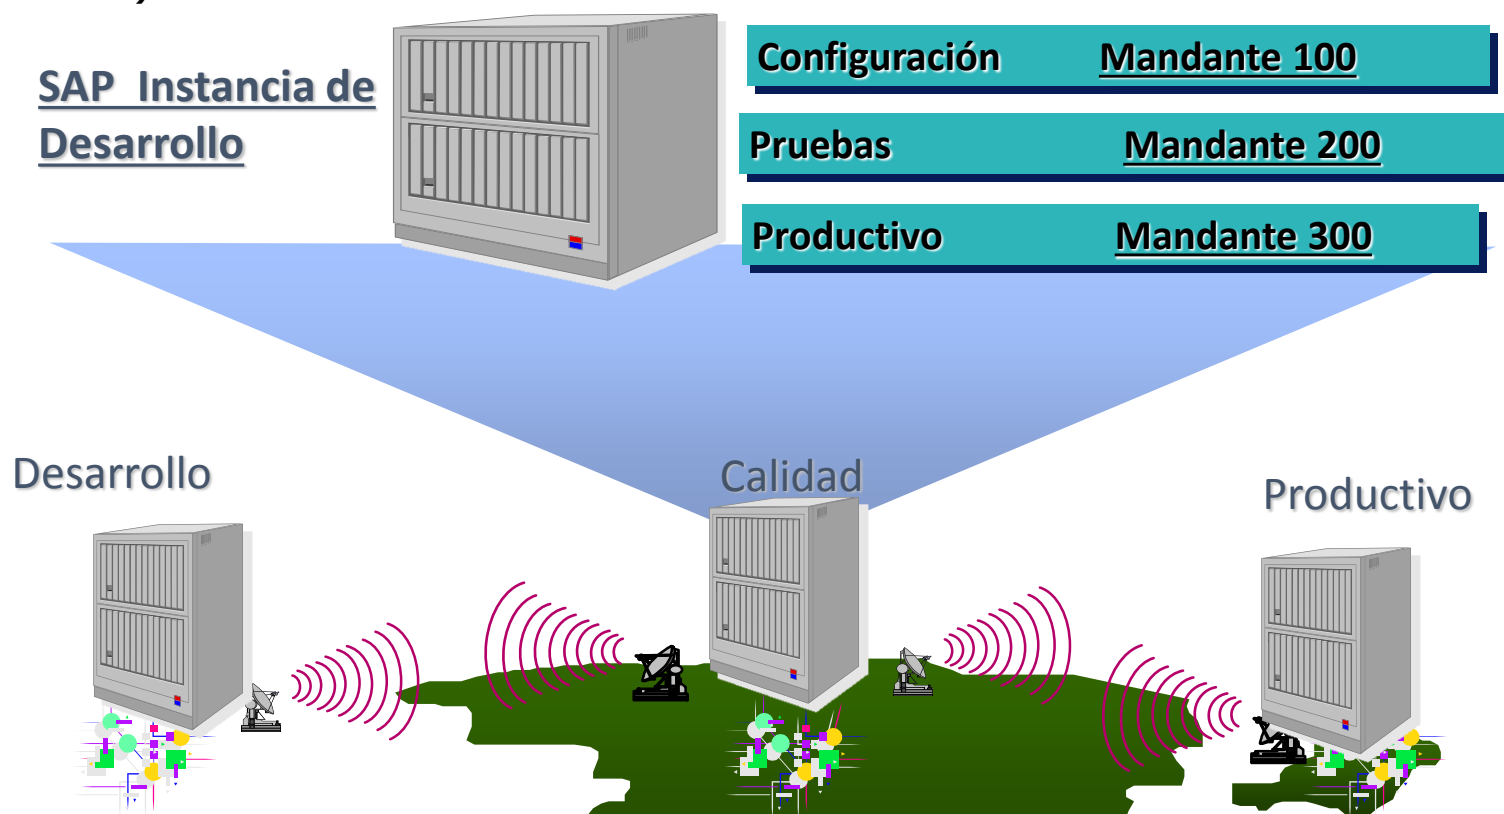 SAP Instancia de
Desarrollo
Configuración Mandante 100
Pruebas Mandante 200
Productivo Mandante 300
Desarrollo
Calidad
Productivo